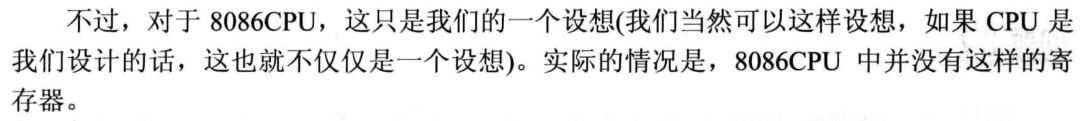 不过，对于 8086CPU，这只是我们的一个设想(我们当然可以这样设想，如果 CPU 是
我们设计的话，这也就不仅仅是一个设想)。实际的情况是，8086CPU 中并没有这样的寄
存器。